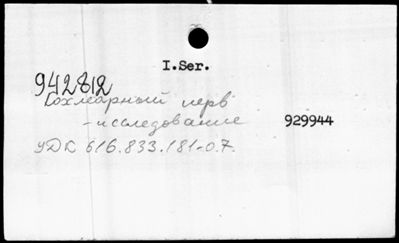 I.Ser.
942812
Кохлеарный нерв
- исследование 929944
УДК 616.833.181-07.